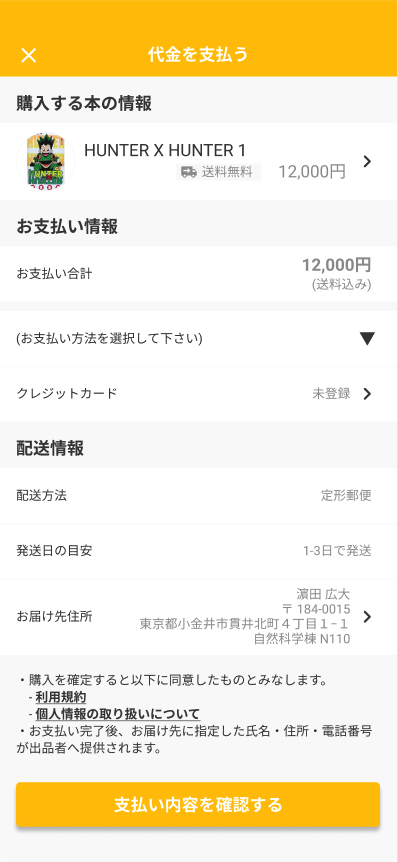 代金を支払う
購入する本の情報
HUNTER X HUNTER 1
送料無料
12,000円
お支払い情報
お支払い合計
12,000円
(送料込み)
(お支払い方法を選択して下さい)
クレジットカード
未登録
配送情報
配送方法
定形郵便
発送日の目安
1-3日で発送
お届け先住所
濵田 広大
〒184-0015
東京都小金井市貫井北町４丁目１−１
自然科学棟 N110
・購入を確定すると以下に同意したものとみなします。
- 利用規約
- 個人情報の取り扱いについて
・お支払い完了後、お届け先に指定した氏名・住所・電話番号
が出品者へ提供されます。
支払い内容を確認する